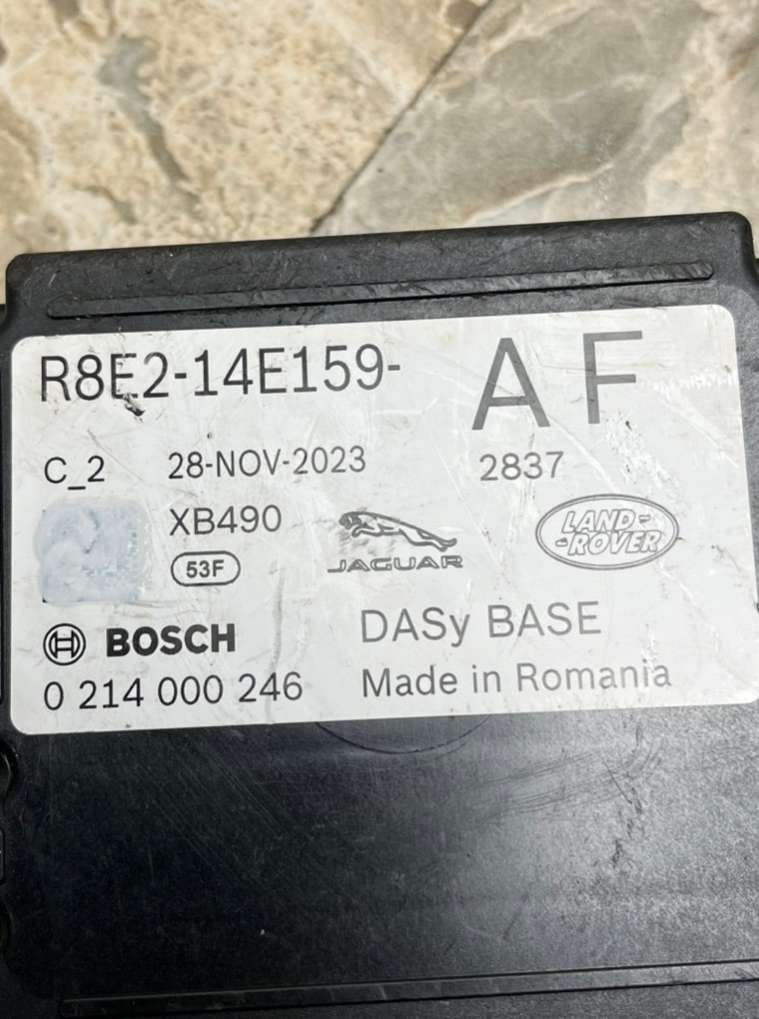 R8E2-14E159- AF
C_2 28-NOV-2023 2837
XB490
53F
JAGUAR
LAND-
-ROVER
BOSCH DASy BASE
0 214 000 246 Made in Romania